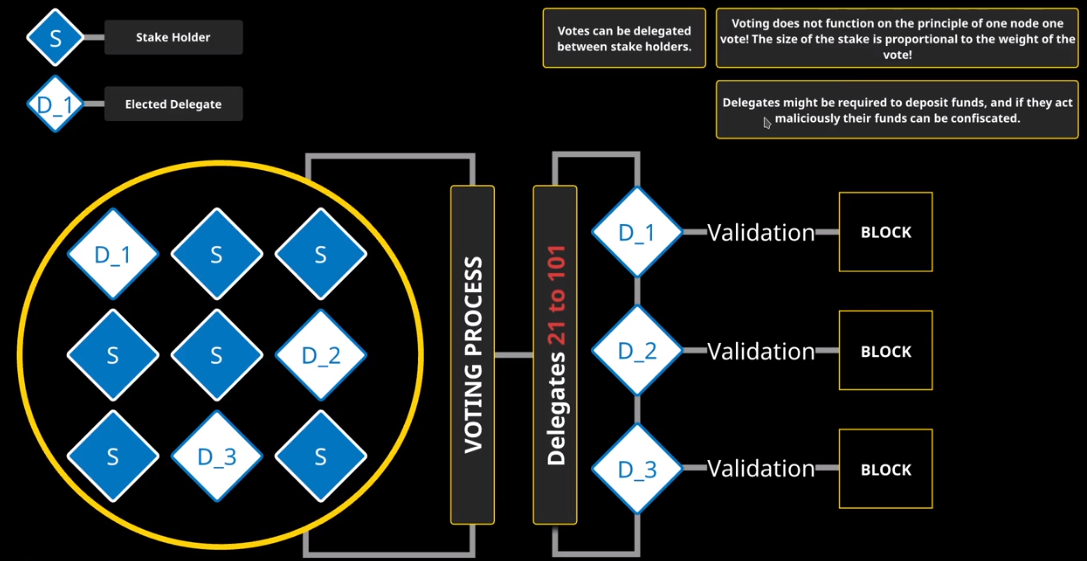 S
Stake Holder
D_1
Elected Delegate
Votes can be delegated
between stake holders.
Voting does not function on the principle of one node one
vote! The size of the stake is proportional to the weight of the
vote!
Delegates might be required to deposit funds, and if they act
maliciously their funds can be confiscated.
D_1
S
S
S
S
D_2
S
D_3
S
VOTING PROCESS
Delegates 21 to 101
D_1
Validation
BLOCK
D_2
Validation
BLOCK
D_3
Validation
BLOCK